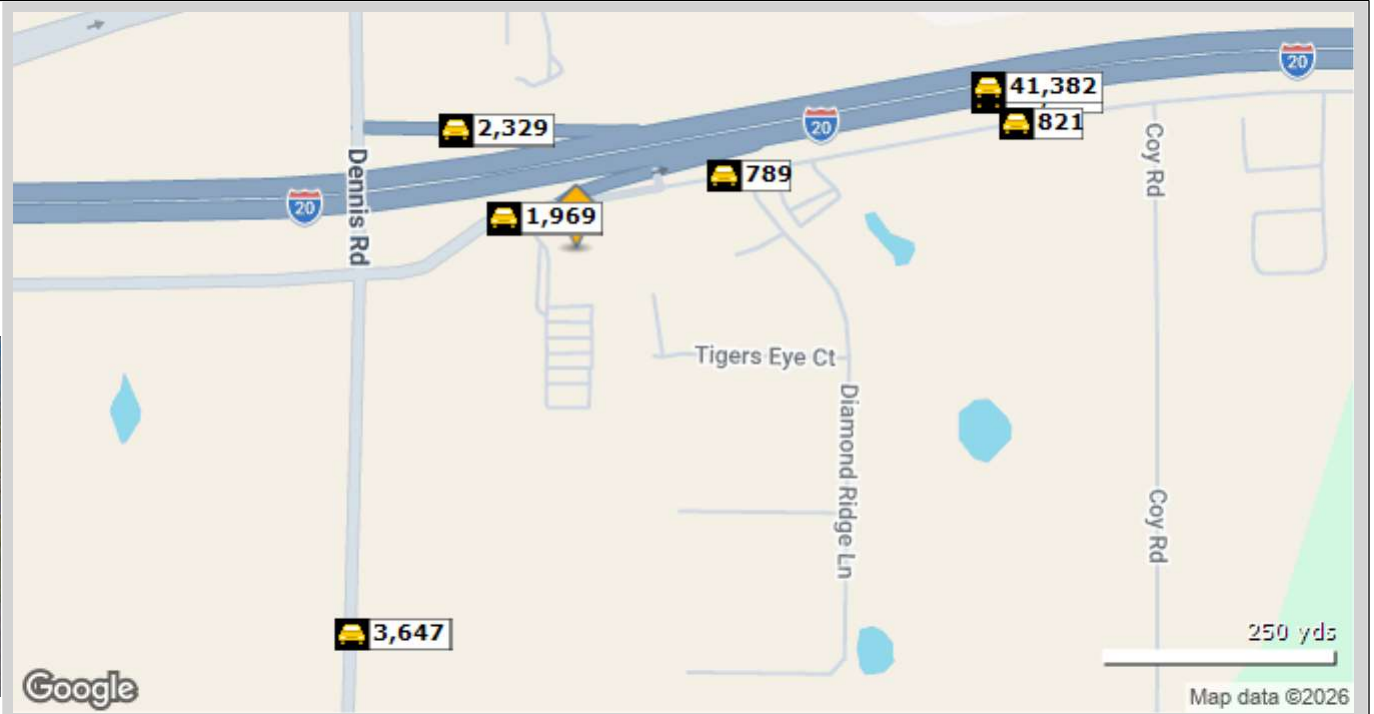 20
41,382
821
2,329
20
Coy Rd
Dennis Rd
789
20
1,969
Tigers Eye Ct
Diamond Ridge Ln
Coy Rd
3,647
250 yds
Google
Map data ©2026